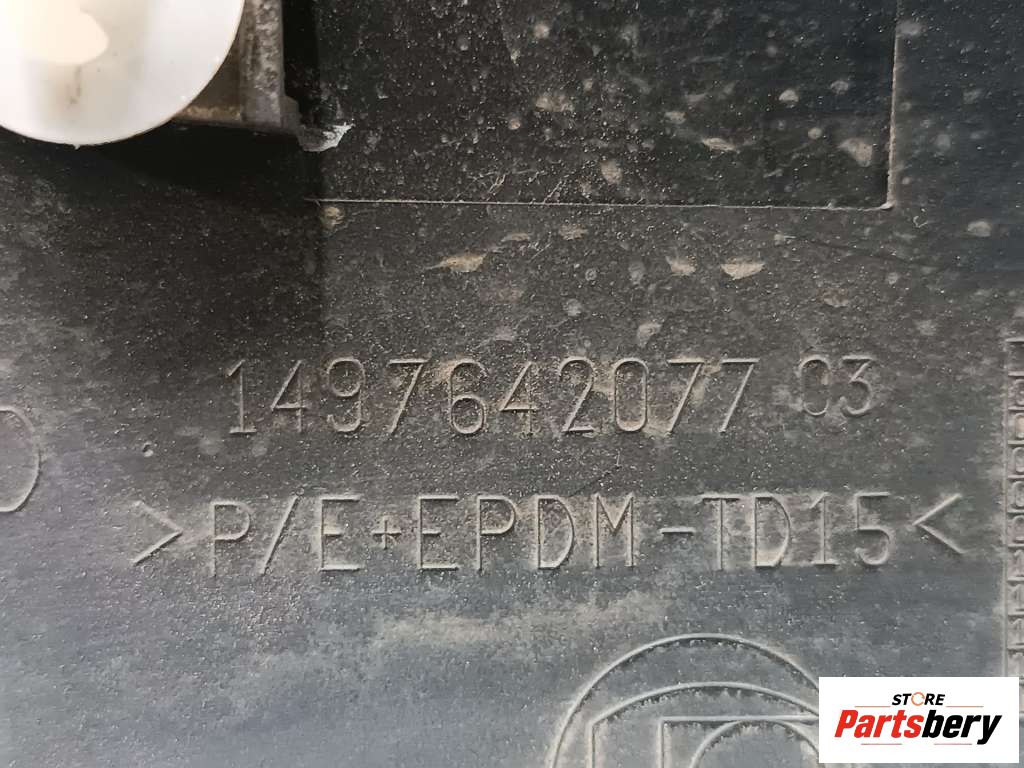 1497642077 03
>P/E+EPDM-TD15<
STORE
Partsbery